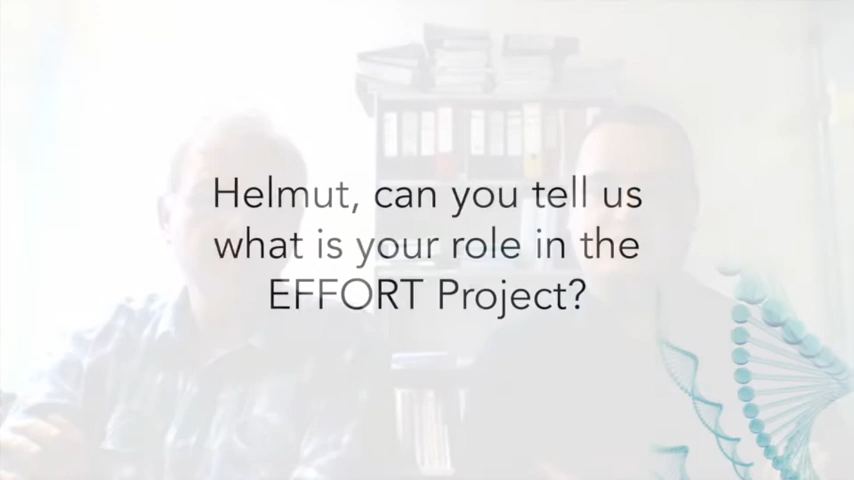 Helmut, can you tell us
what is your role in the
EFFORT Project?